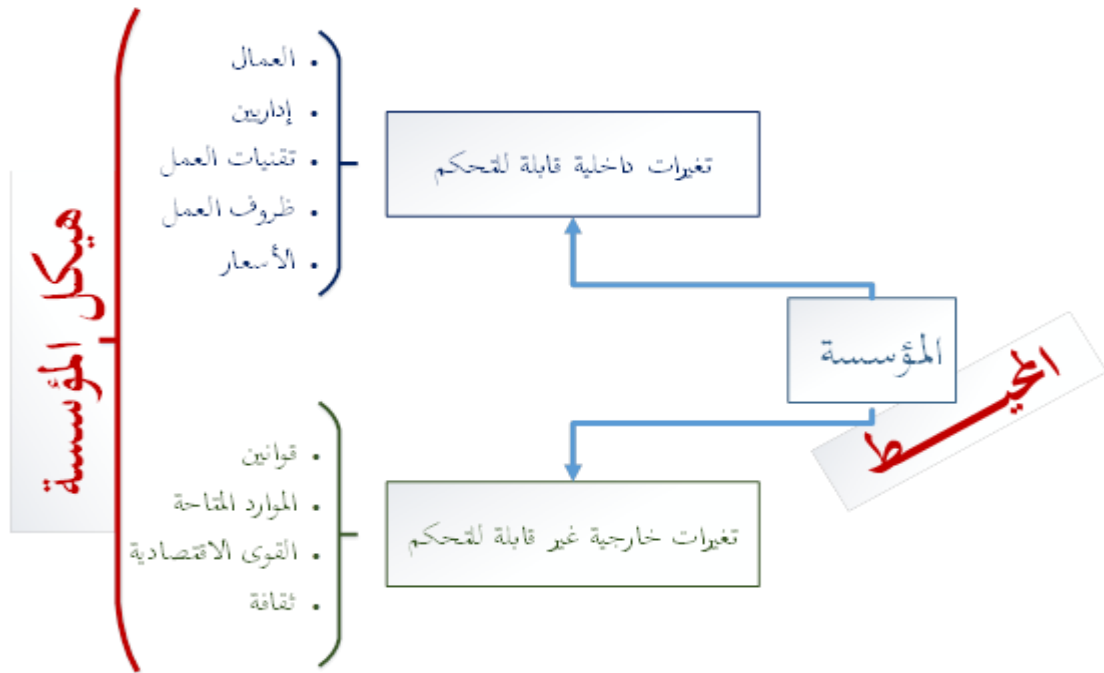 المحيط
المؤسسة
تغيرات داخلية قابلة للتحكم
العمال
إداريين
تقنيات العمل
ظروف العمل
الأسعار
تغيرات خارجية غير قابلة للتحكم
قوانين
الموارد المتاحة
القوى الاقتصادية
ثقافة
هيكل المؤسسة